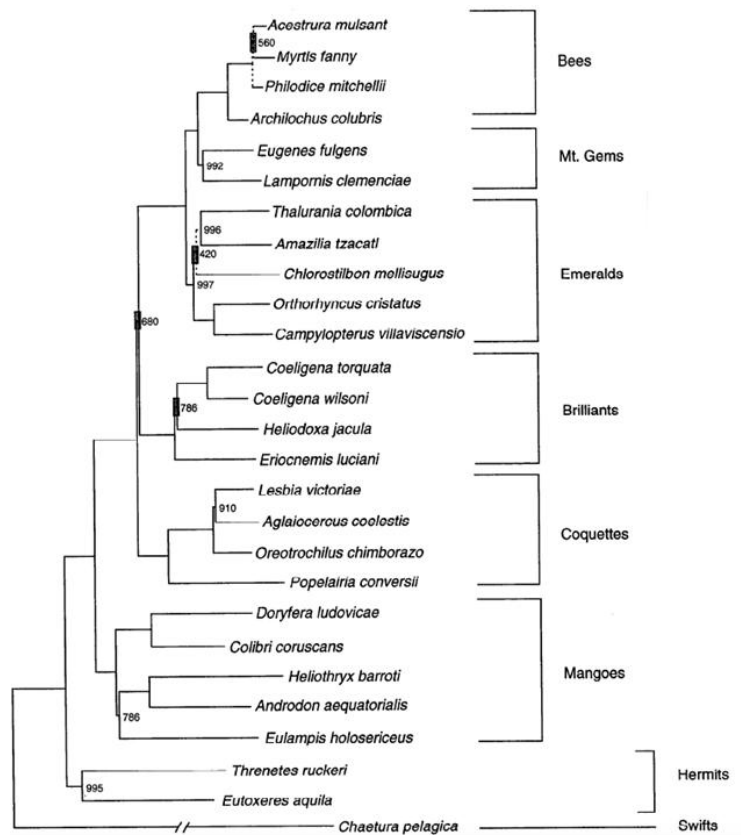 Acestrura mulsant
560
Myrtis fanny
Bees
Philodice mitchellii
Archilochus colubris
Eugenes fulgens
992
Mt. Gems
Lampornis clemenciae
Thalurania colombica
996
Amazilia tzacatl
420
Chlorostilbon mellisugus
Emeralds
997
Orthorhyncus cristatus
680
Campylopterus villaviscensio
Coeligena torquata
Coeligena wilsoni
786
Brilliants
Heliodoxa jacula
Eriocnemis luciani
Lesbia victoriae
910
Aglaiocercus coelestis
Coquettes
Oreotrochilus chimborazo
Popelairia conversii
Doryfera ludovicae
Colibri coruscans
Mangoes
Heliothryx barroti
Androdon aequatorialis
786
Eulampis holosericeus
Threnetes ruckeri
Hermits
995
Eutoxeres aquila
Chaetura pelagica
Swifts